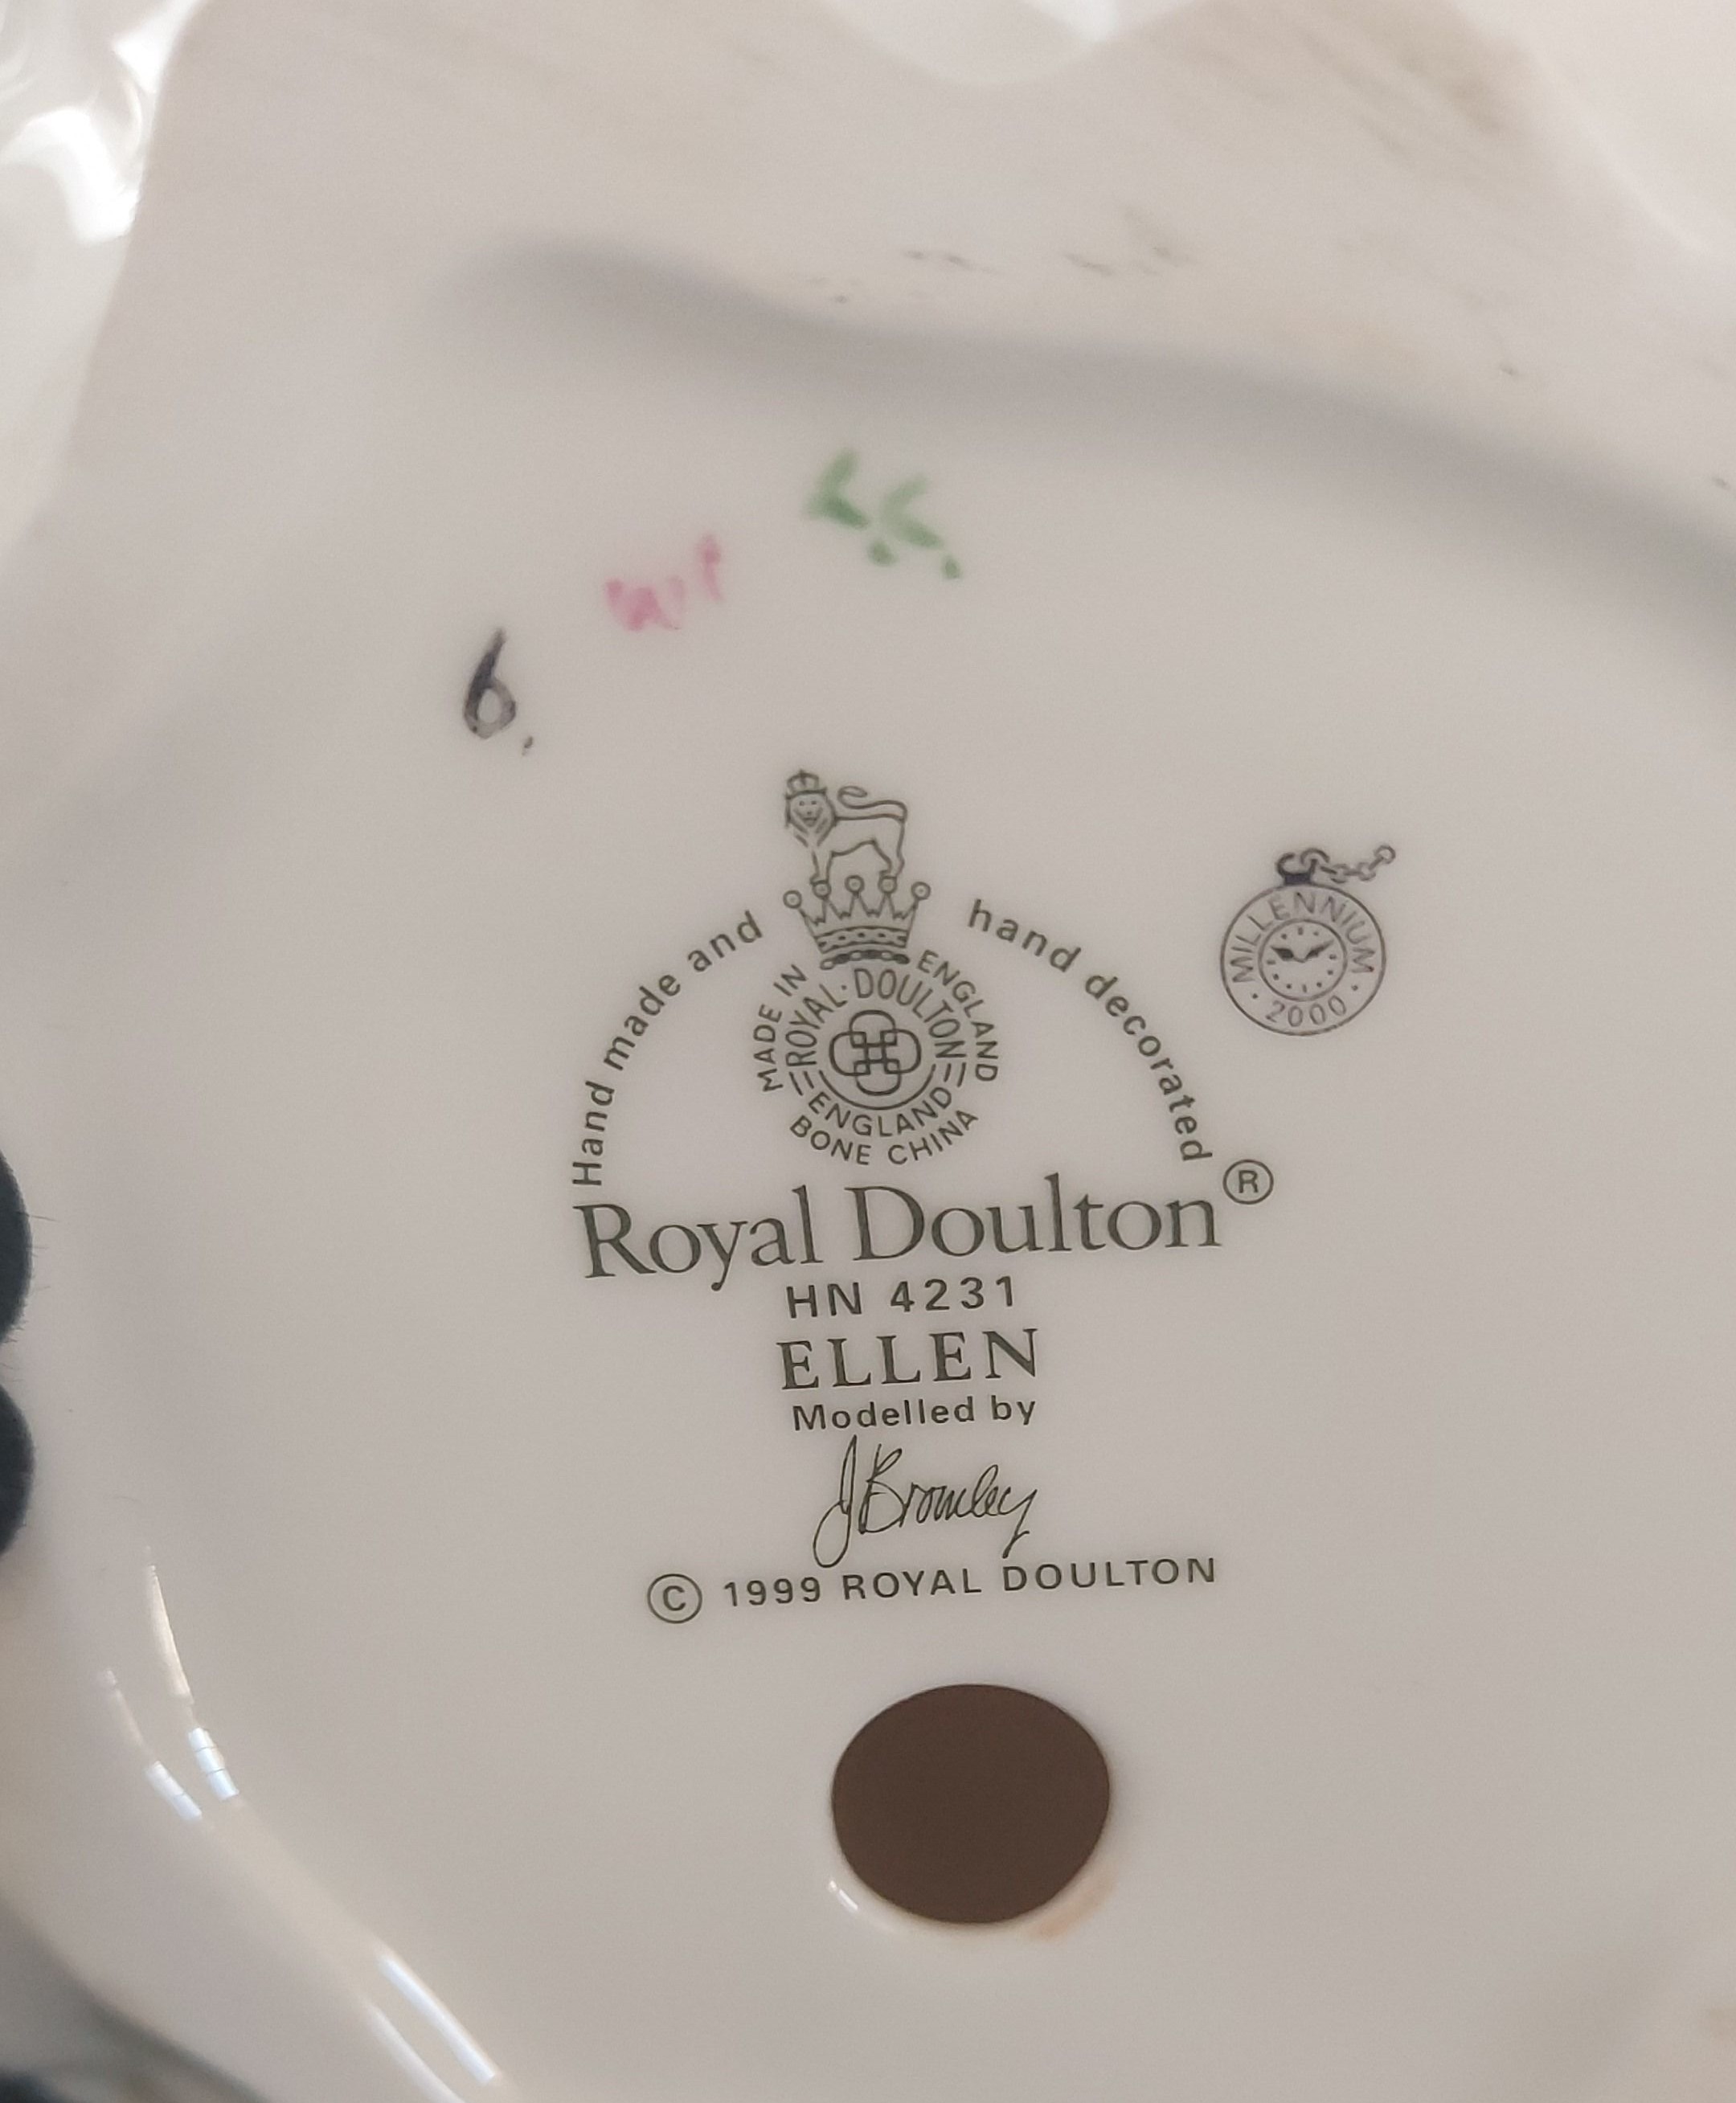 6.
Hand made and hand decorated
MADE IN ENGLAND
ROYAL·DOULTON
ENGLAND
BONE CHINA
MILLENNIUM
· 2000 ·
Royal Doulton®
HN 4231
ELLEN
Modelled by
JBromley
© 1999 ROYAL DOULTON